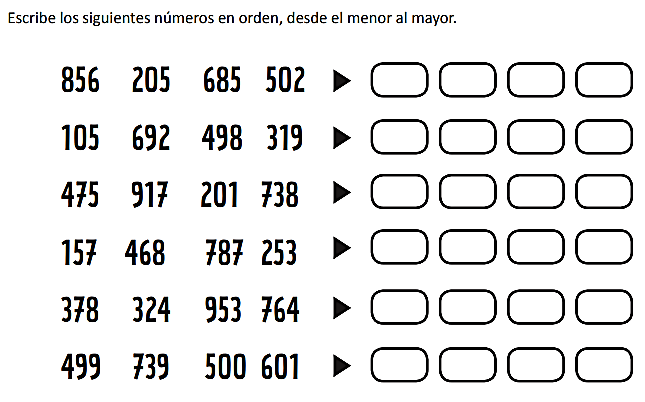 Escribe los siguientes números en orden, desde el menor al mayor.
856 205 685 502
105 692 498 319
475 917 201 738
157 468 787 253
378 324 953 764
499 739 500 601